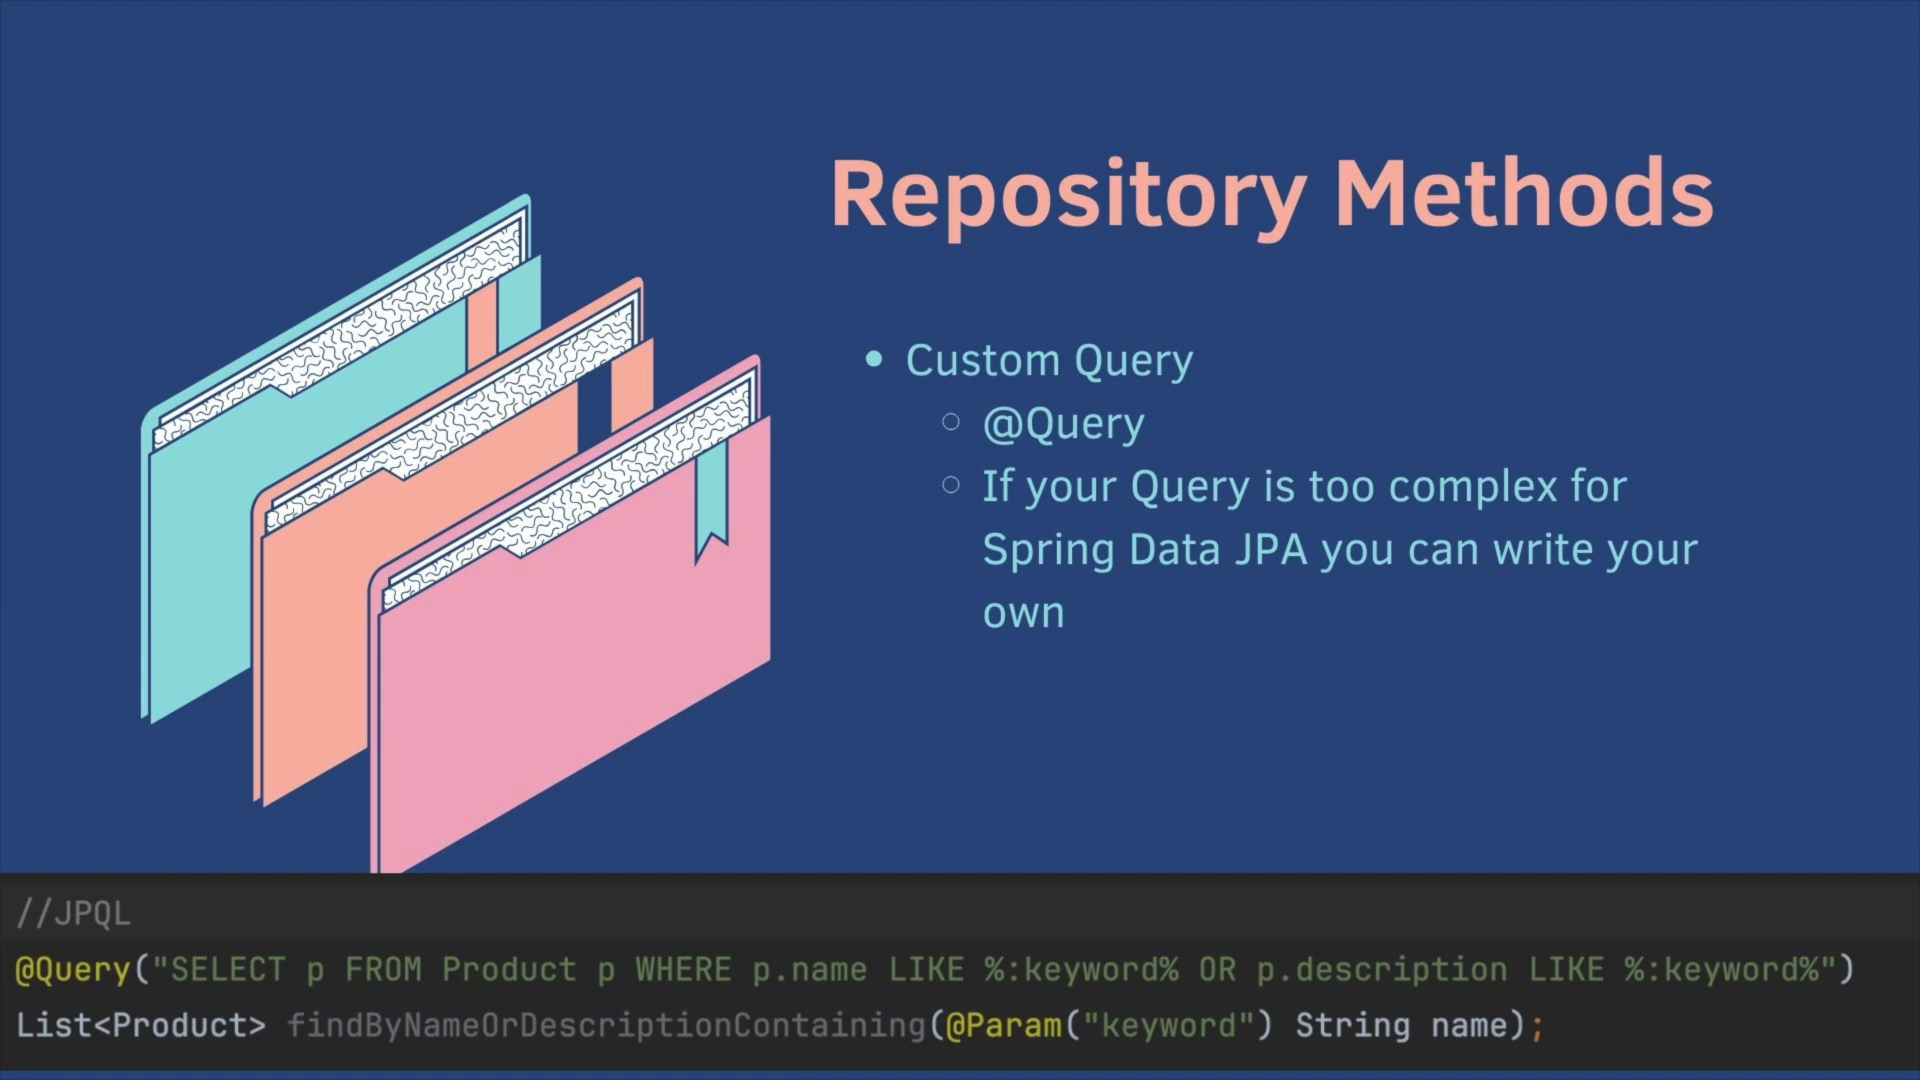 Repository Methods
Custom Query
@Query
If your Query is too complex for
Spring Data JPA you can write your
own
//JPQL
@Query("SELECT p FROM Product p WHERE p.name LIKE %:keyword% OR p.description LIKE %:keyword%")
List<Product> findByNameOrDescriptionContaining(@Param("keyword") String name);